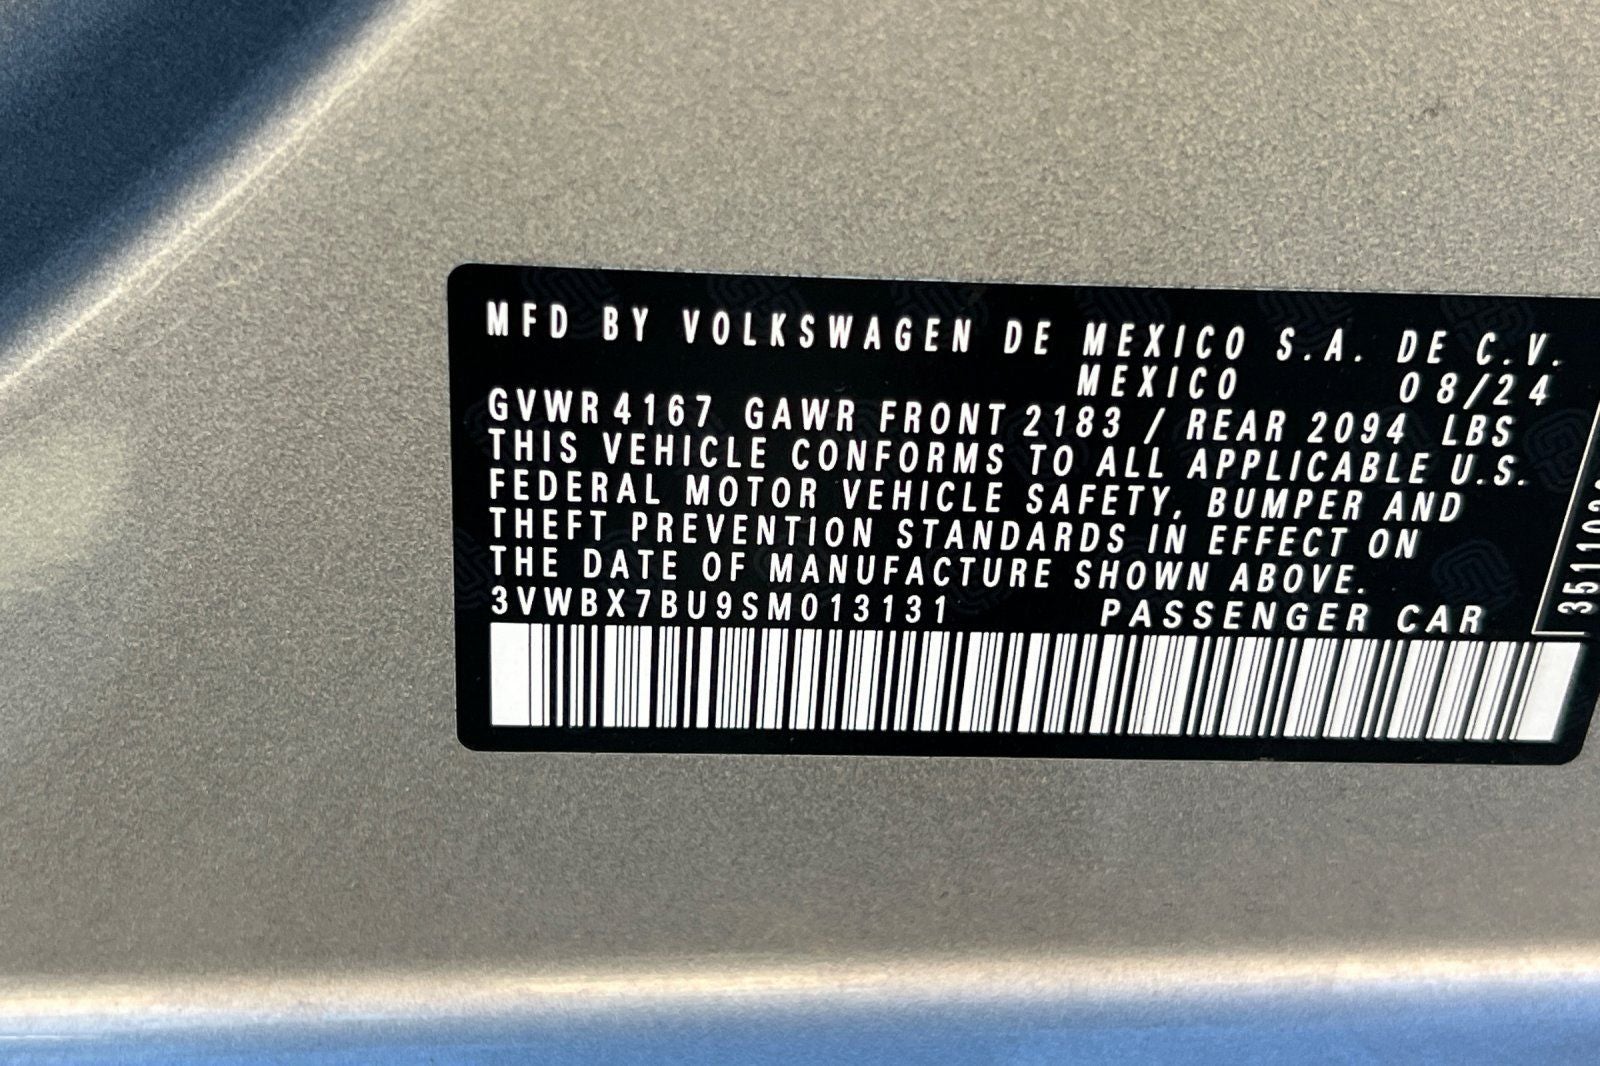 MFD BY VOLKSWAGEN DE MEXICO S.A. DE C.V.
MEXICO 08/24
GVWR 4167 GAWR FRONT 2183 / REAR 2094 LBS
THIS VEHICLE CONFORMS TO ALL APPLICABLE U.S.
FEDERAL MOTOR VEHICLE SAFETY, BUMPER AND
THEFT PREVENTION STANDARDS IN EFFECT ON
THE DATE OF MANUFACTURE SHOWN ABOVE.
3VWBX7BU9SM013131 PASSENGER CAR